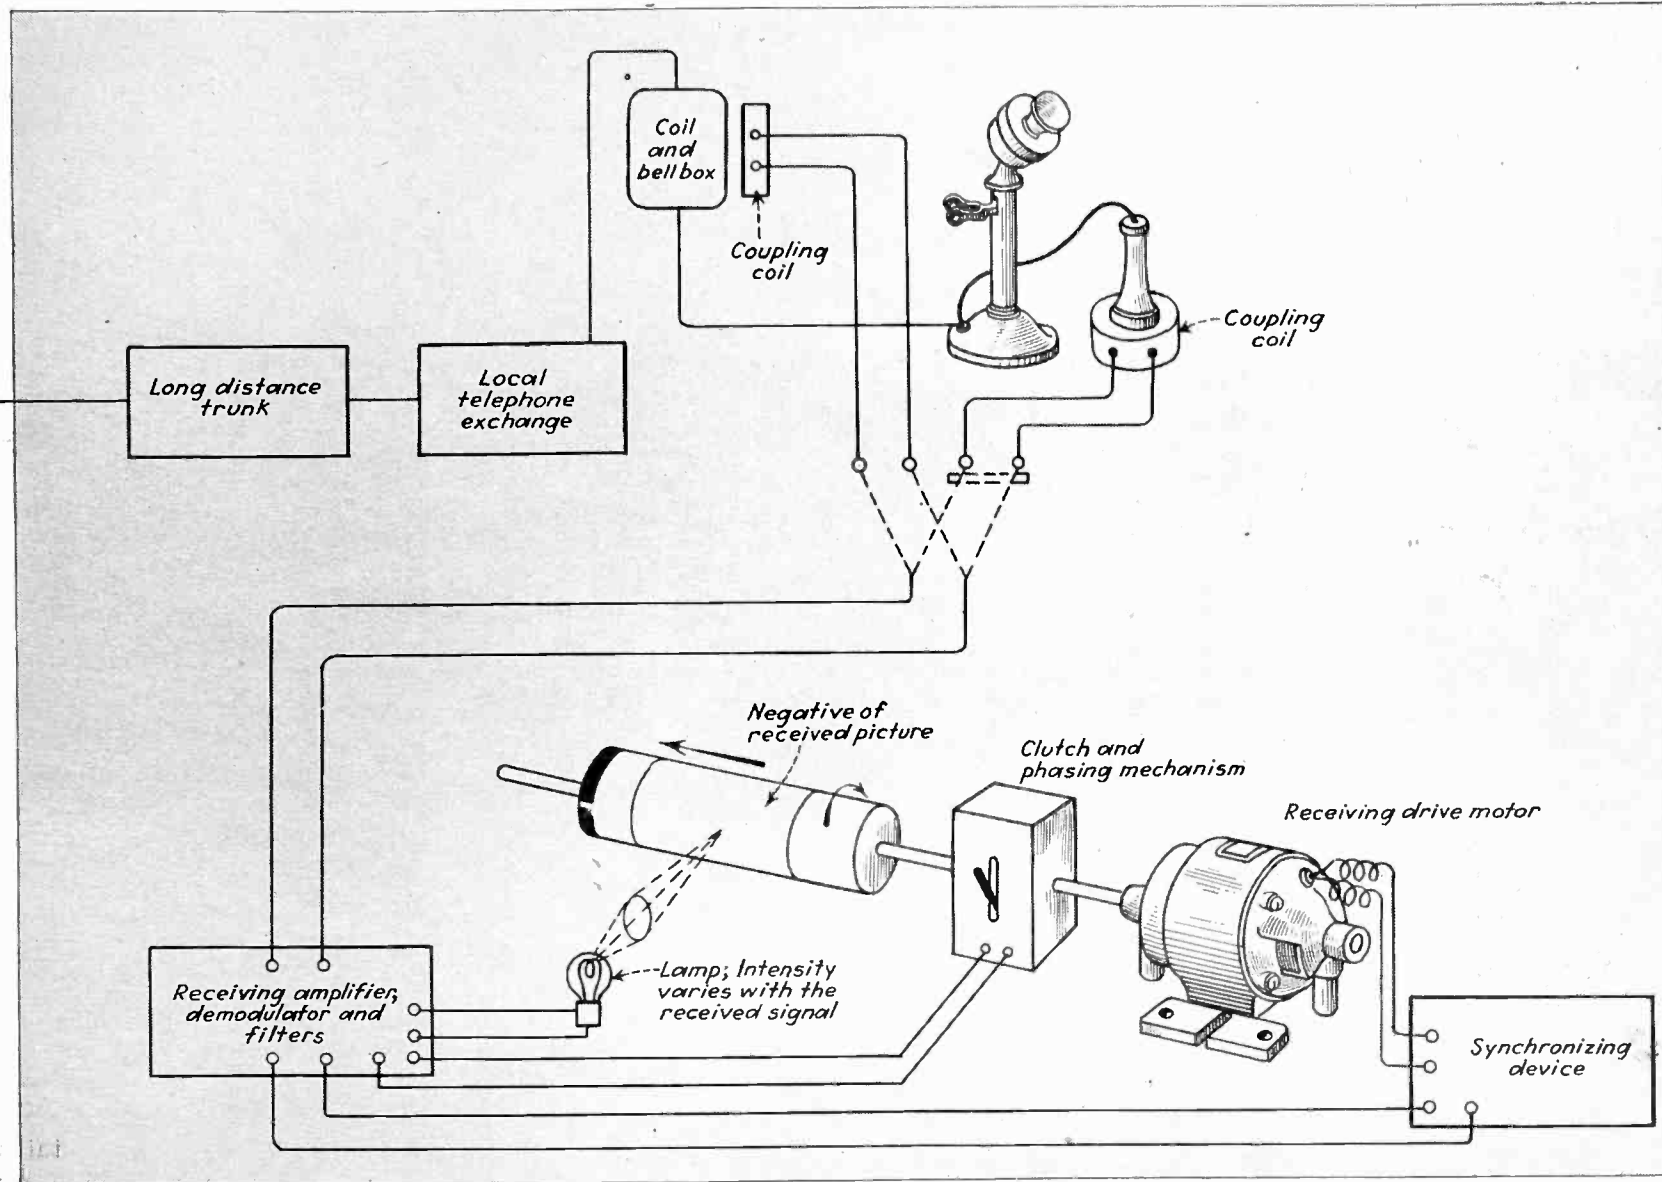 Coil
and
bell box
Coupling
coil
Coupling
coil
Long distance
trunk
Local
telephone
exchange
Negative of
received picture
Clutch and
phasing mechanism
Receiving drive motor
Lamp; Intensity
varies with the
received signal
Receiving amplifier,
demodulator and
filters
Synchronizing
device